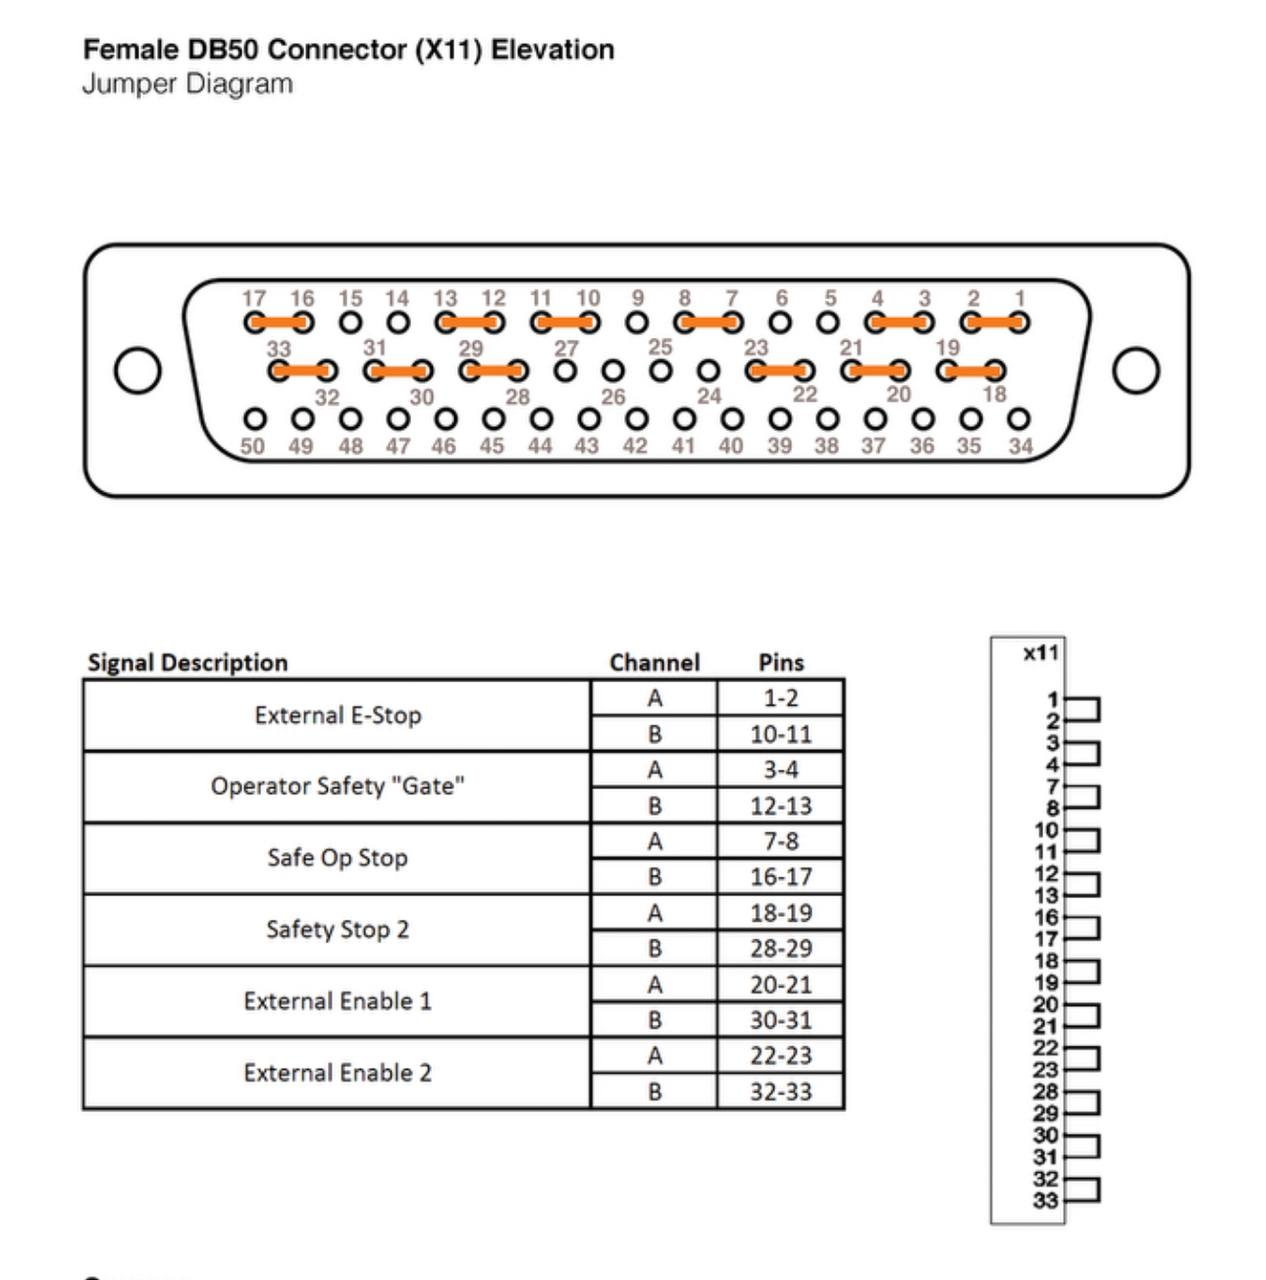 Female DB50 Connector (X11) Elevation
Jumper Diagram
17 16 15 14 13 12 11 10 9 8 7 6 5 4 3 2 1
33 31 29 27 25 23 21 19
32 30 28 26 24 22 20 18
50 49 48 47 46 45 44 43 42 41 40 39 38 37 36 35 34
Signal Description Channel Pins
External E-Stop A 1-2
B 10-11
Operator Safety "Gate" A 3-4
B 12-13
Safe Op Stop A 7-8
B 16-17
Safety Stop 2 A 18-19
B 28-29
External Enable 1 A 20-21
B 30-31
External Enable 2 A 22-23
B 32-33
x11
1
2
3
4
7
8
10
11
12
13
16
17
18
19
20
21
22
23
28
29
30
31
32
33